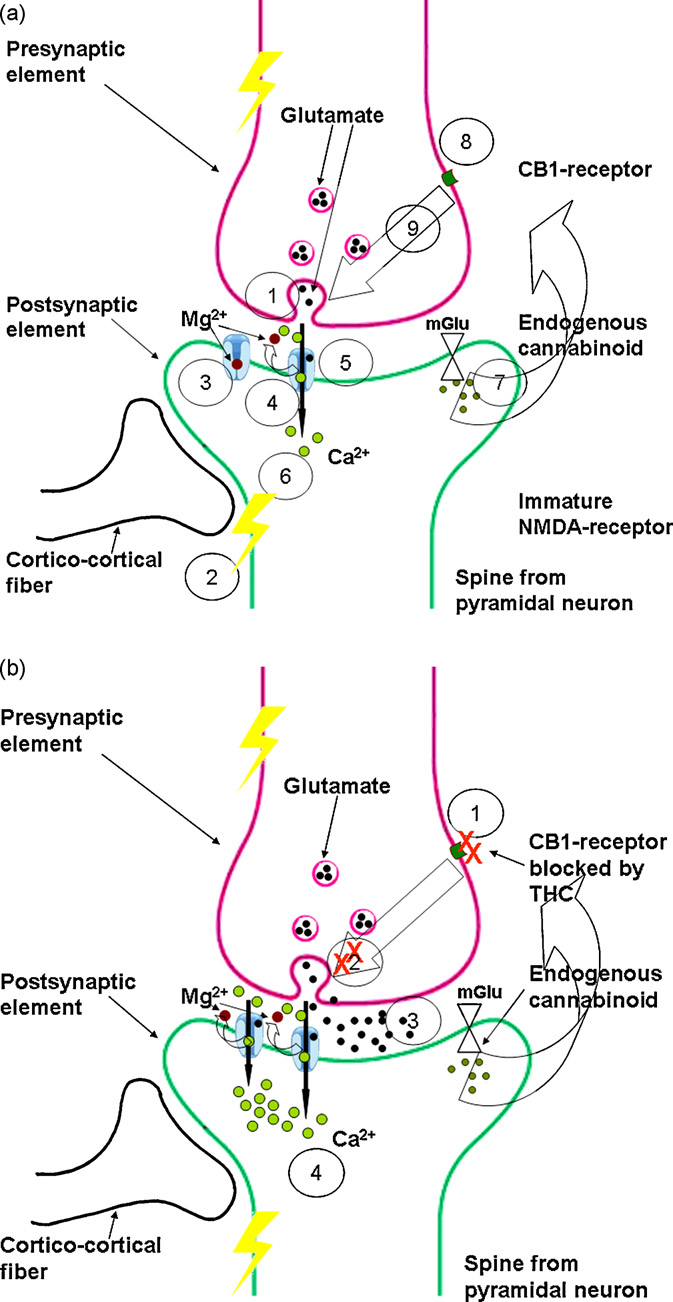 (a)
Presynaptic
element
Glutamate
8
CB1-receptor
9
1
Postsynaptic
element
Mg2+
mGlu
Endogenous
cannabinoid
5
3
7
4
Ca2+
6
Immature
NMDA-receptor
Cortico-cortical
fiber
2
Spine from
pyramidal neuron
(b)
Presynaptic
element
Glutamate
1
CB1-receptor
blocked by
THC
2
Postsynaptic
element
Mg2+
mGlu
Endogenous
cannabinoid
3
Ca2+
4
Cortico-cortical
fiber
Spine from
pyramidal neuron